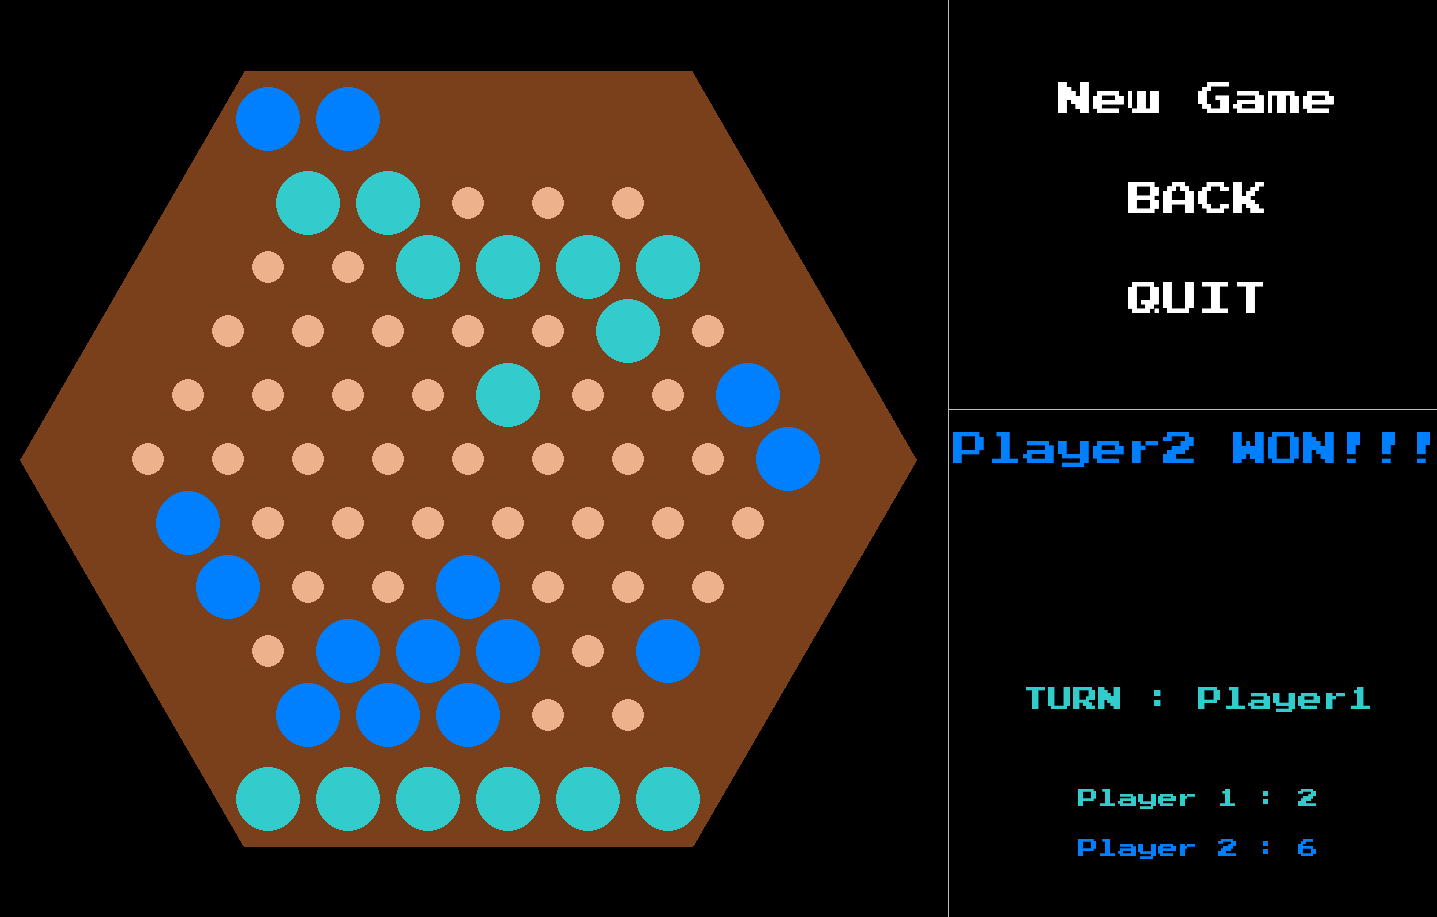 New Game
BACK
QUIT
Player2 WON!!!
TURN : Player1
Player 1 : 2
Player 2 : 6